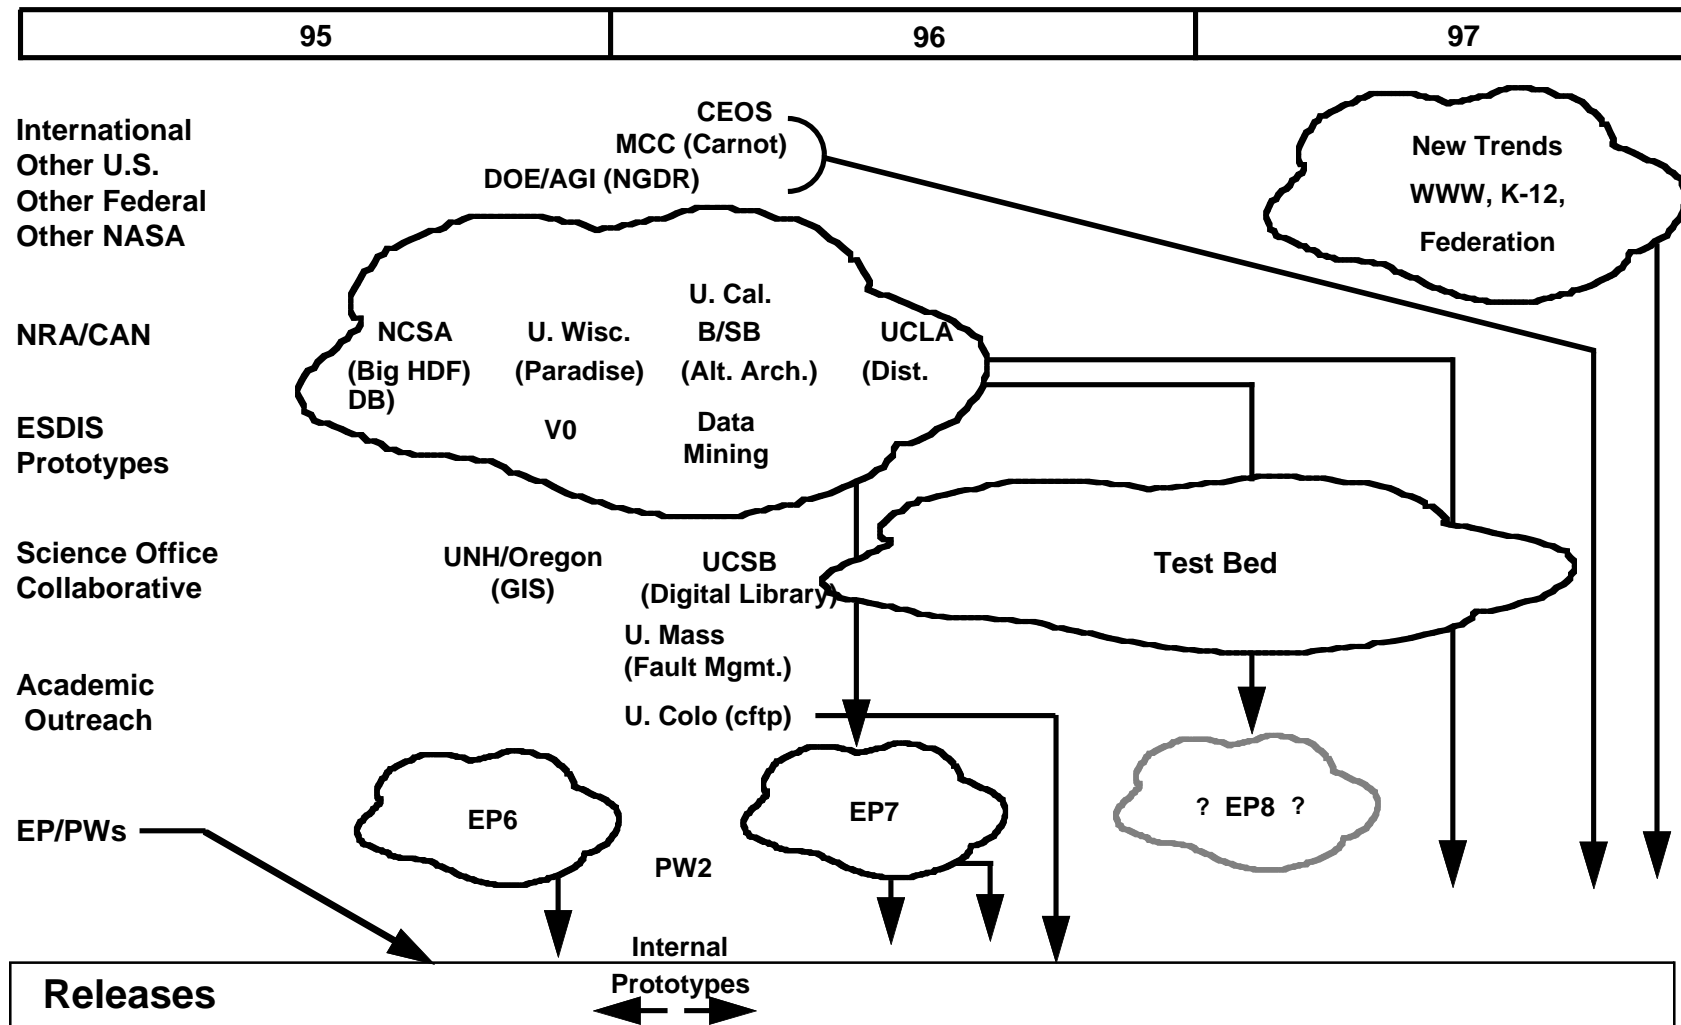 95 96 97
CEOS
MCC (Carnot)
DOE/AGI (NGDR)
International
Other U.S.
Other Federal
Other NASA
New Trends
WWW, K-12,
Federation
NRA/CAN
NCSA
(Big HDF)
DB)
U. Wisc.
(Paradise)
U. Cal.
B/SB
(Alt. Arch.)
UCLA
(Dist.
ESDIS
Prototypes
V0
Data
Mining
Science Office
Collaborative
UNH/Oregon
(GIS)
UCSB
(Digital Library)
Test Bed
U. Mass
(Fault Mgmt.)
Academic
Outreach
U. Colo (cftp)
EP/PWs
EP6
PW2
EP7
? EP8 ?
Internal
Prototypes
Releases